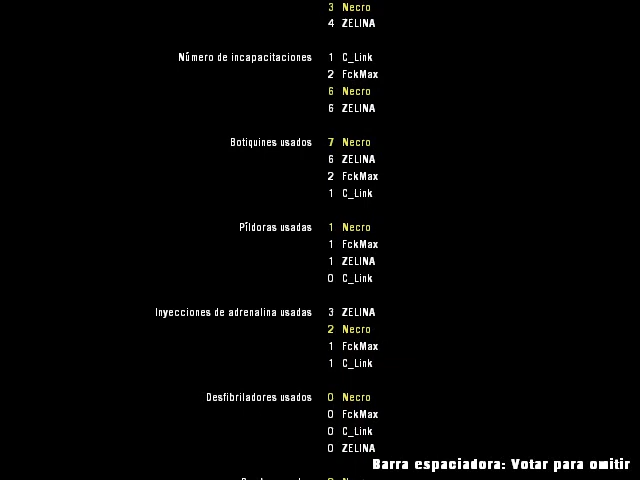 3 Necro
4 ZELINA
Número de incapacitaciones 1 C_Link
2 FckMax
6 Necro
6 ZELINA
Botiquines usados 7 Necro
6 ZELINA
2 FckMax
1 C_Link
Píldoras usadas 1 Necro
1 FckMax
1 ZELINA
0 C_Link
Inyecciones de adrenalina usadas 3 ZELINA
2 Necro
1 FckMax
1 C_Link
Desfibriladores usados 0 Necro
0 FckMax
0 C_Link
0 ZELINA
Barra espaciadora: Votar para omitir